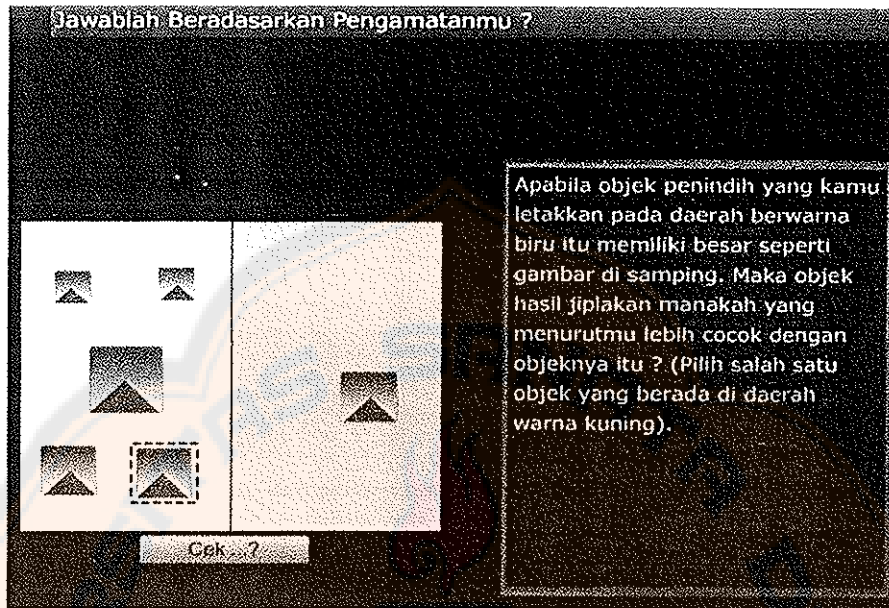 Jawablah Beradasarkan Pengamatanmu ?
Apabila objek penindih yang kamu
letakkan pada daerah berwarna
biru itu memiliki besar seperti
gambar di samping. Maka objek
hasil jiplakan manakah yang
menurutmu lebih cocok dengan
objeknya itu ? (Pilih salah satu
objek yang berada di daerah
warna kuning).
Cek...?